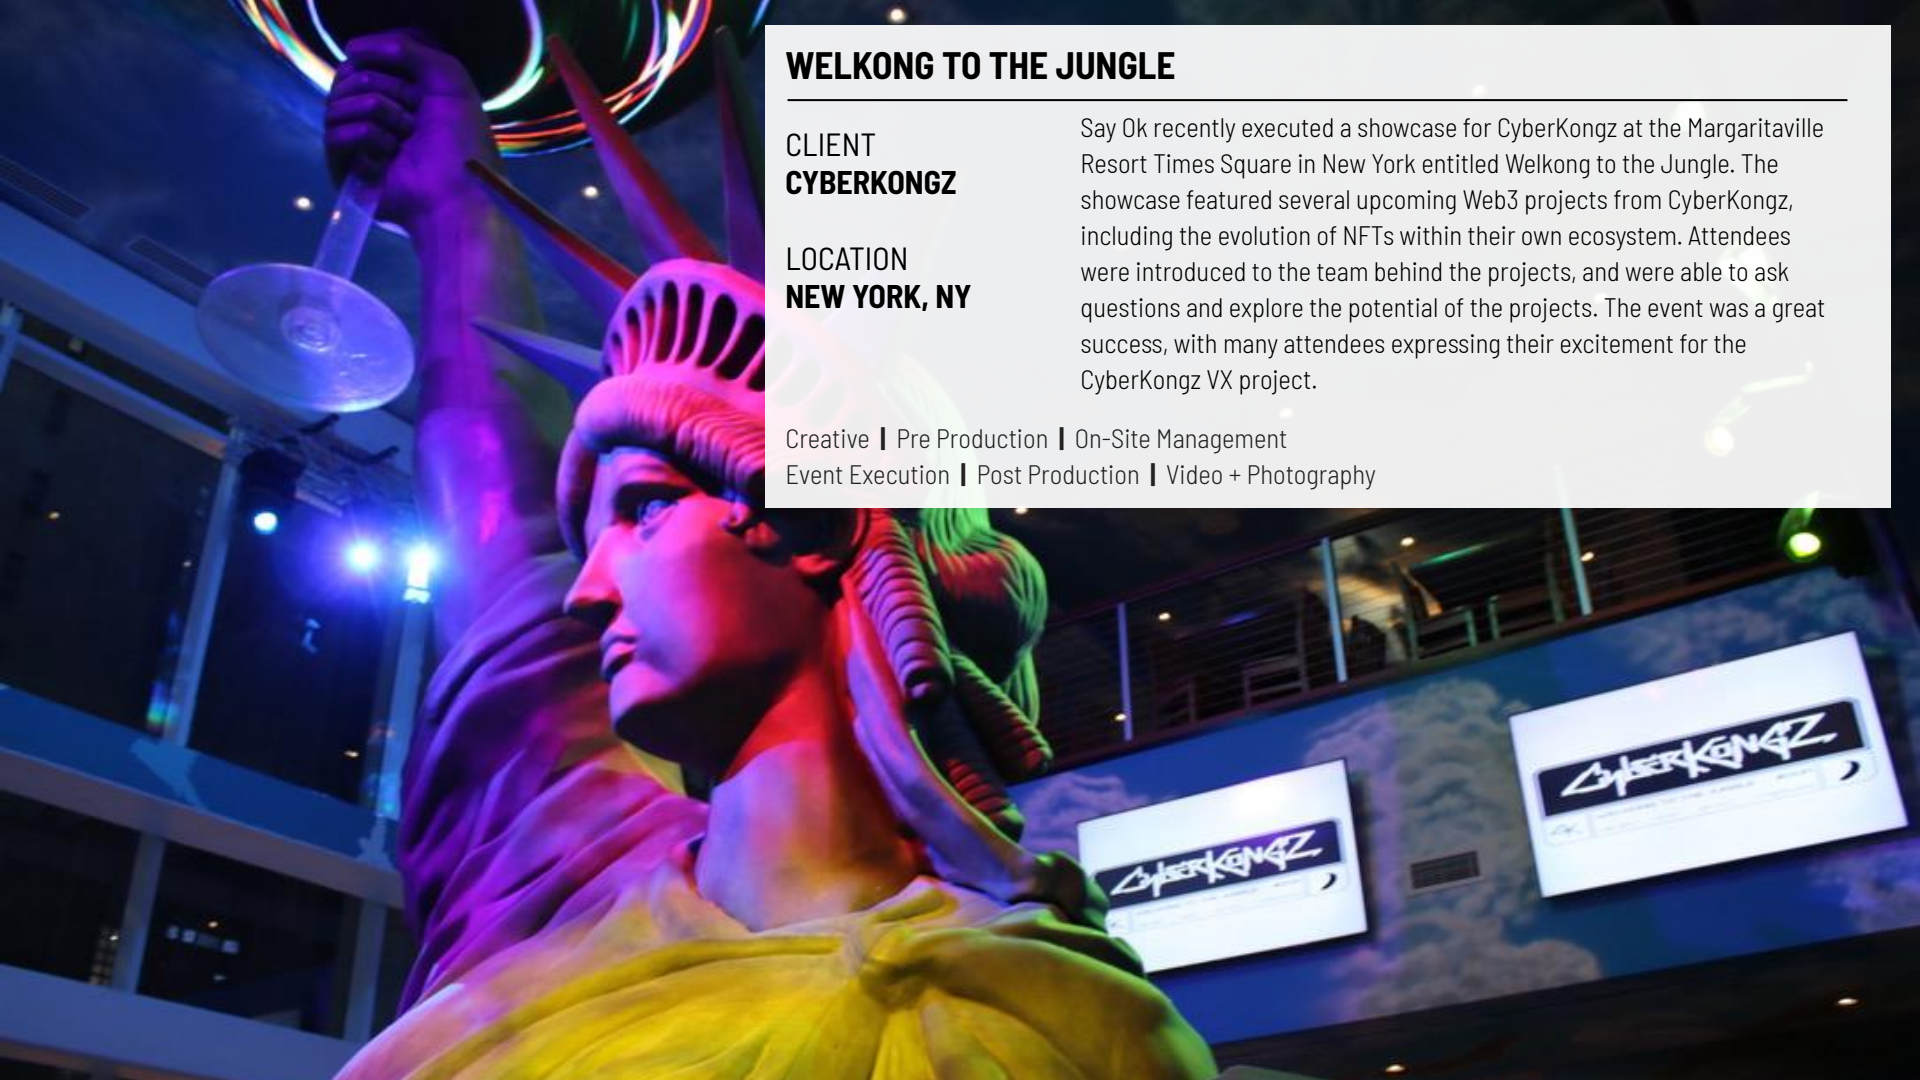 WELKONG TO THE JUNGLE
CLIENT
CYBERKONGZ
LOCATION
NEW YORK, NY
Say Ok recently executed a showcase for CyberKongz at the Margaritaville
Resort Times Square in New York entitled Welkong to the Jungle. The
showcase featured several upcoming Web3 projects from CyberKongz,
including the evolution of NFTs within their own ecosystem. Attendees
were introduced to the team behind the projects, and were able to ask
questions and explore the potential of the projects. The event was a great
success, with many attendees expressing their excitement for the
CyberKongz VX project.
Creative | Pre Production | On-Site Management
Event Execution | Post Production | Video + Photography
CYBERKONGZ
CYBERKONGZ